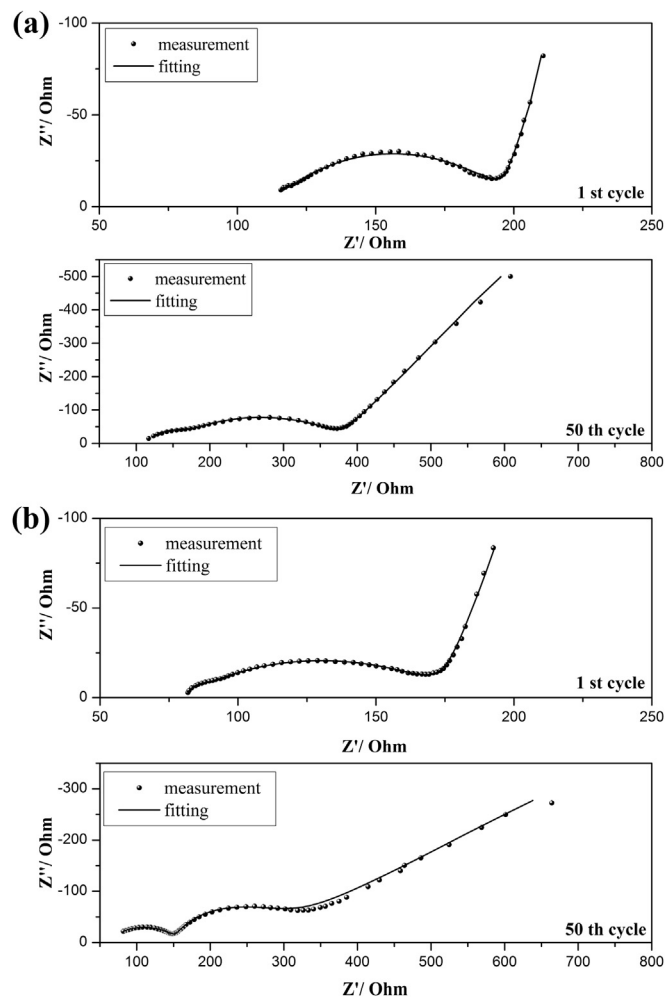 (a)
-100
-50
0
Z''/ Ohm
measurement
fitting
1 st cycle
50 100 150 200 250
Z'/ Ohm
-500
-400
-300
-200
-100
0
Z''/ Ohm
measurement
fitting
50 th cycle
100 200 300 400 500 600 700 800
Z'/ Ohm
(b)
-100
-50
0
Z''/ Ohm
measurement
fitting
1 st cycle
50 100 150 200 250
Z'/ Ohm
-300
-200
-100
0
Z''/ Ohm
measurement
fitting
50 th cycle
100 200 300 400 500 600 700 800
Z'/ Ohm